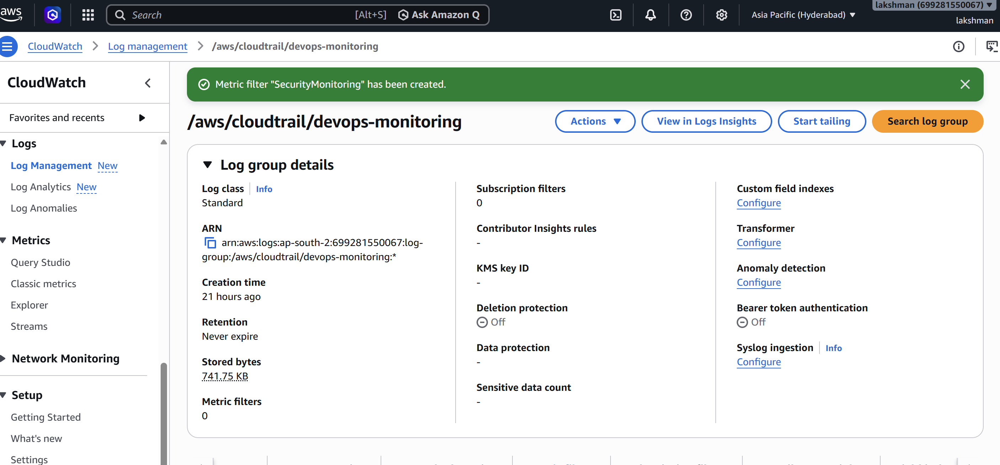 aws
Search [Alt+S] Ask Amazon Q
Asia Pacific (Hyderabad)
lakshman (699281550067)
lakshman
CloudWatch
Log management
/aws/cloudtrail/devops-monitoring
CloudWatch
Favorites and recents
Logs
Log Management New
Log Analytics New
Log Anomalies
Metrics
Query Studio
Classic metrics
Explorer
Streams
Network Monitoring
Setup
Getting Started
What's new
Settings
Metric filter "SecurityMonitoring" has been created.
/aws/cloudtrail/devops-monitoring
Actions
View in Logs Insights
Start tailing
Search log group
Log group details
Log class Info
Standard
ARN
arn:aws:logs:ap-south-2:699281550067:log-
group:/aws/cloudtrail/devops-monitoring:*
Creation time
21 hours ago
Retention
Never expire
Stored bytes
741.75 KB
Metric filters
0
Subscription filters
0
Contributor Insights rules
-
KMS key ID
-
Deletion protection
Off
Data protection
-
Sensitive data count
-
Custom field indexes
Configure
Transformer
Configure
Anomaly detection
Configure
Bearer token authentication
Off
Syslog ingestion Info
Configure